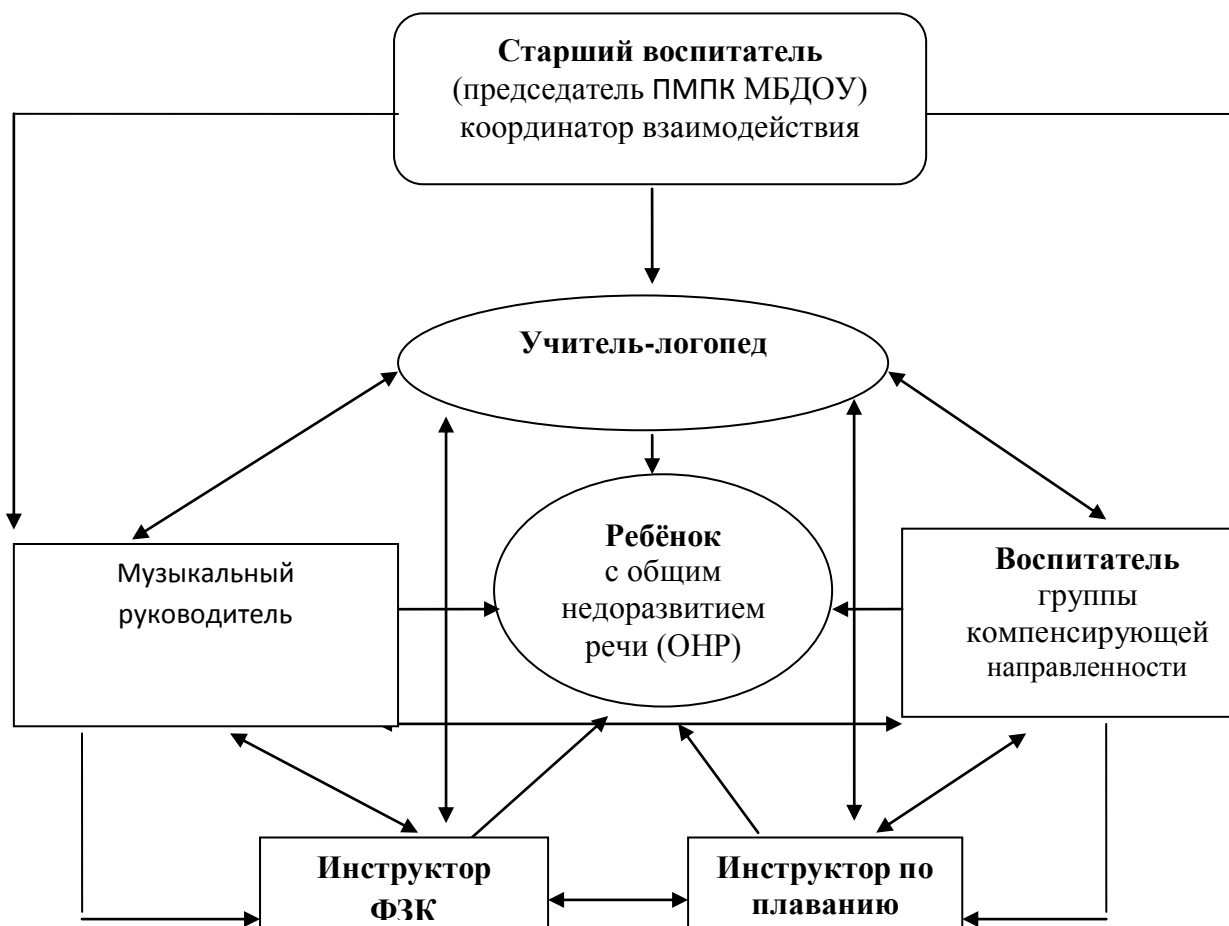 Старший воспитатель
(председатель ПМПК МБДОУ)
координатор взаимодействия
Учитель-логопед
Ребёнок
с общим
недоразвитием
речи (ОНР)
Музыкальный
руководитель
Воспитатель
группы
компенсирующей
направленности
Инструктор
ФЗК
Инструктор по
плаванию